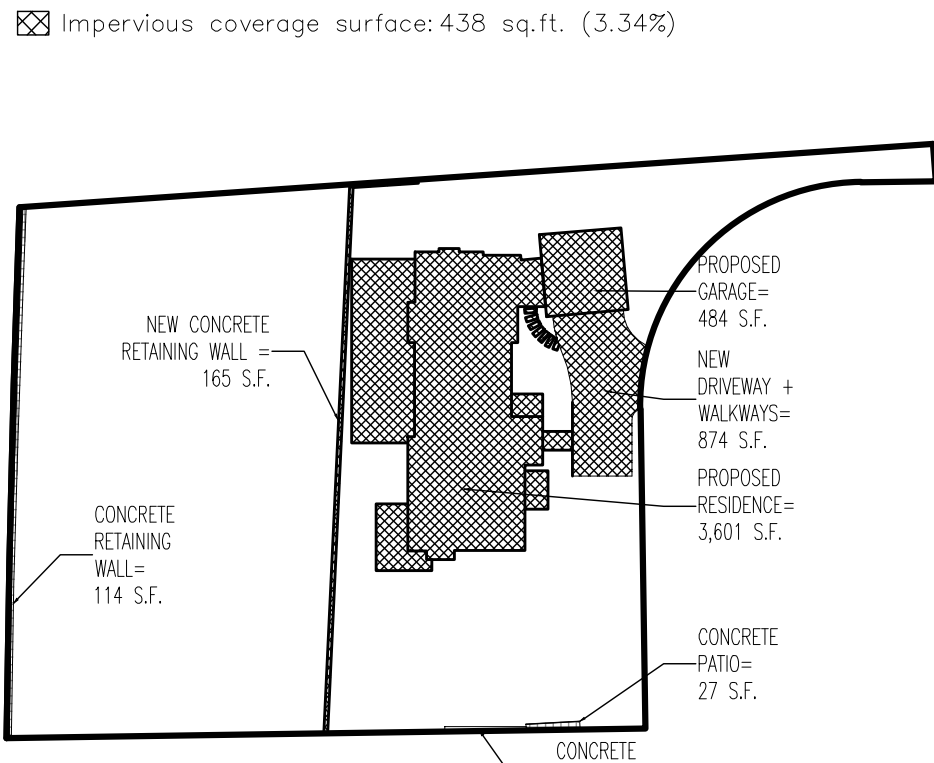 Impervious coverage surface: 438 sq.ft. (3.34%)
PROPOSED
GARAGE=
484 S.F.
NEW CONCRETE
RETAINING WALL =
165 S.F.
NEW
DRIVEWAY +
WALKWAYS=
874 S.F.
PROPOSED
RESIDENCE=
3,601 S.F.
CONCRETE
RETAINING
WALL=
114 S.F.
CONCRETE
PATIO=
27 S.F.
CONCRETE